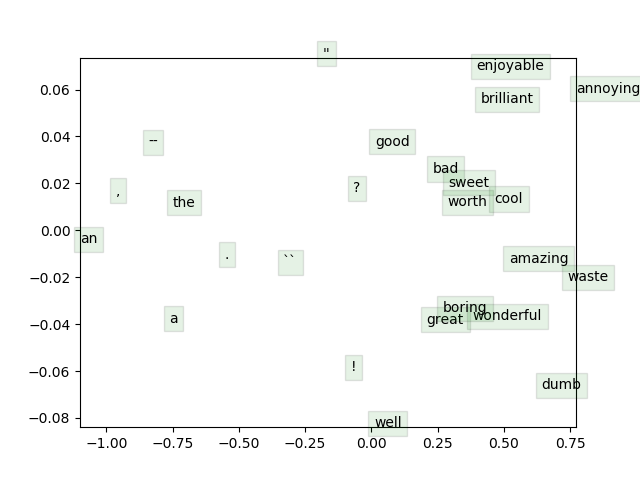 "
enjoyable
annoying
brilliant
0.06
0.04
--
good
bad
sweet
0.02
,
?
the
worth
cool
0.00
an
.
``
amazing
−0.02
waste
boring
a
great
wonderful
−0.04
!
−0.06
dumb
well
−0.08
−1.00 −0.75 −0.50 −0.25 0.00 0.25 0.50 0.75